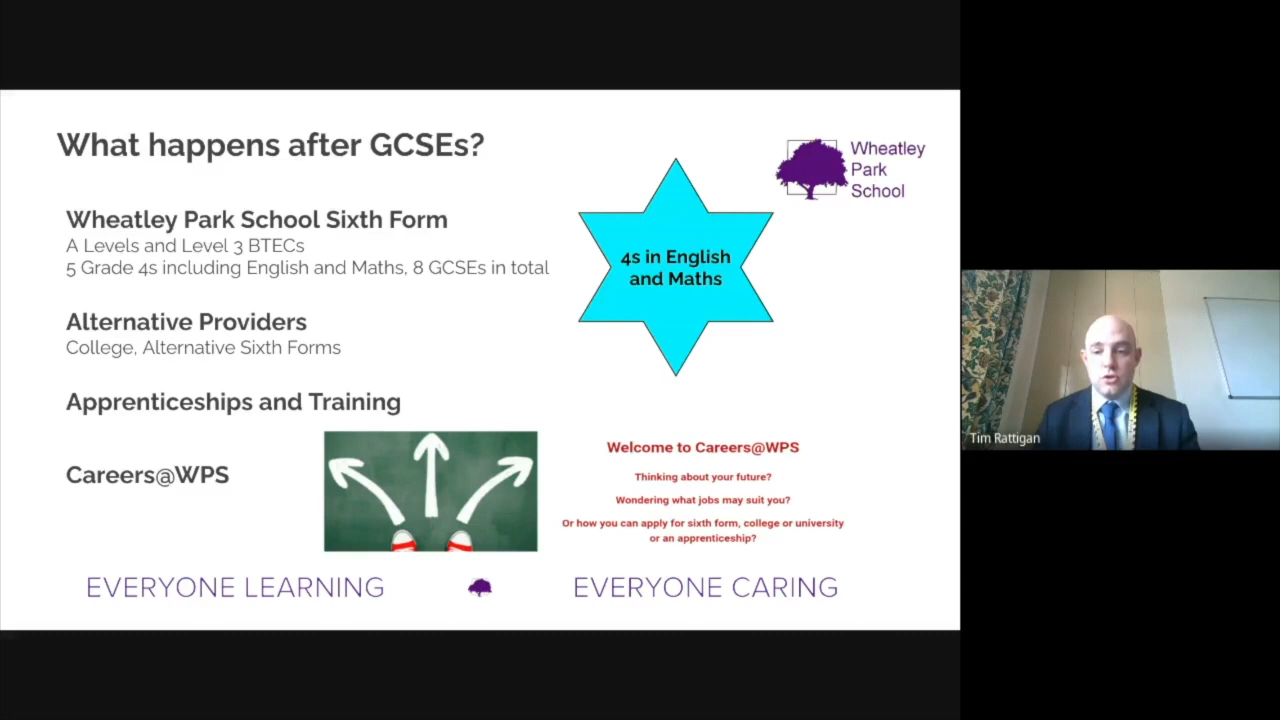 What happens after GCSEs?
Wheatley
Park
School
Wheatley Park School Sixth Form
A Levels and Level 3 BTECs
5 Grade 4s including English and Maths, 8 GCSEs in total
4s in English
and Maths
Alternative Providers
College, Alternative Sixth Forms
Apprenticeships and Training
Careers@WPS
Welcome to Careers@WPS
Thinking about your future?
Wondering what jobs may suit you?
Or how you can apply for sixth form, college or university
or an apprenticeship?
EVERYONE LEARNING
EVERYONE CARING
Tim Rattigan